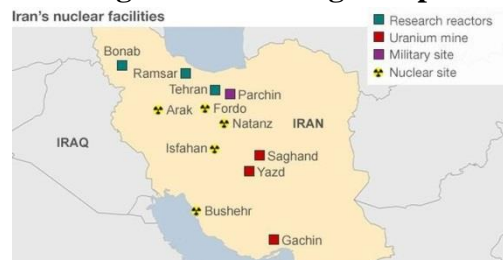 Iran's nuclear facilities
Research reactors
Uranium mine
Military site
Nuclear site
Bonab
Ramsar
Tehran
Parchin
Arak
Fordo
Natanz
IRAN
IRAQ
Isfahan
Saghand
Yazd
Bushehr
Gachin